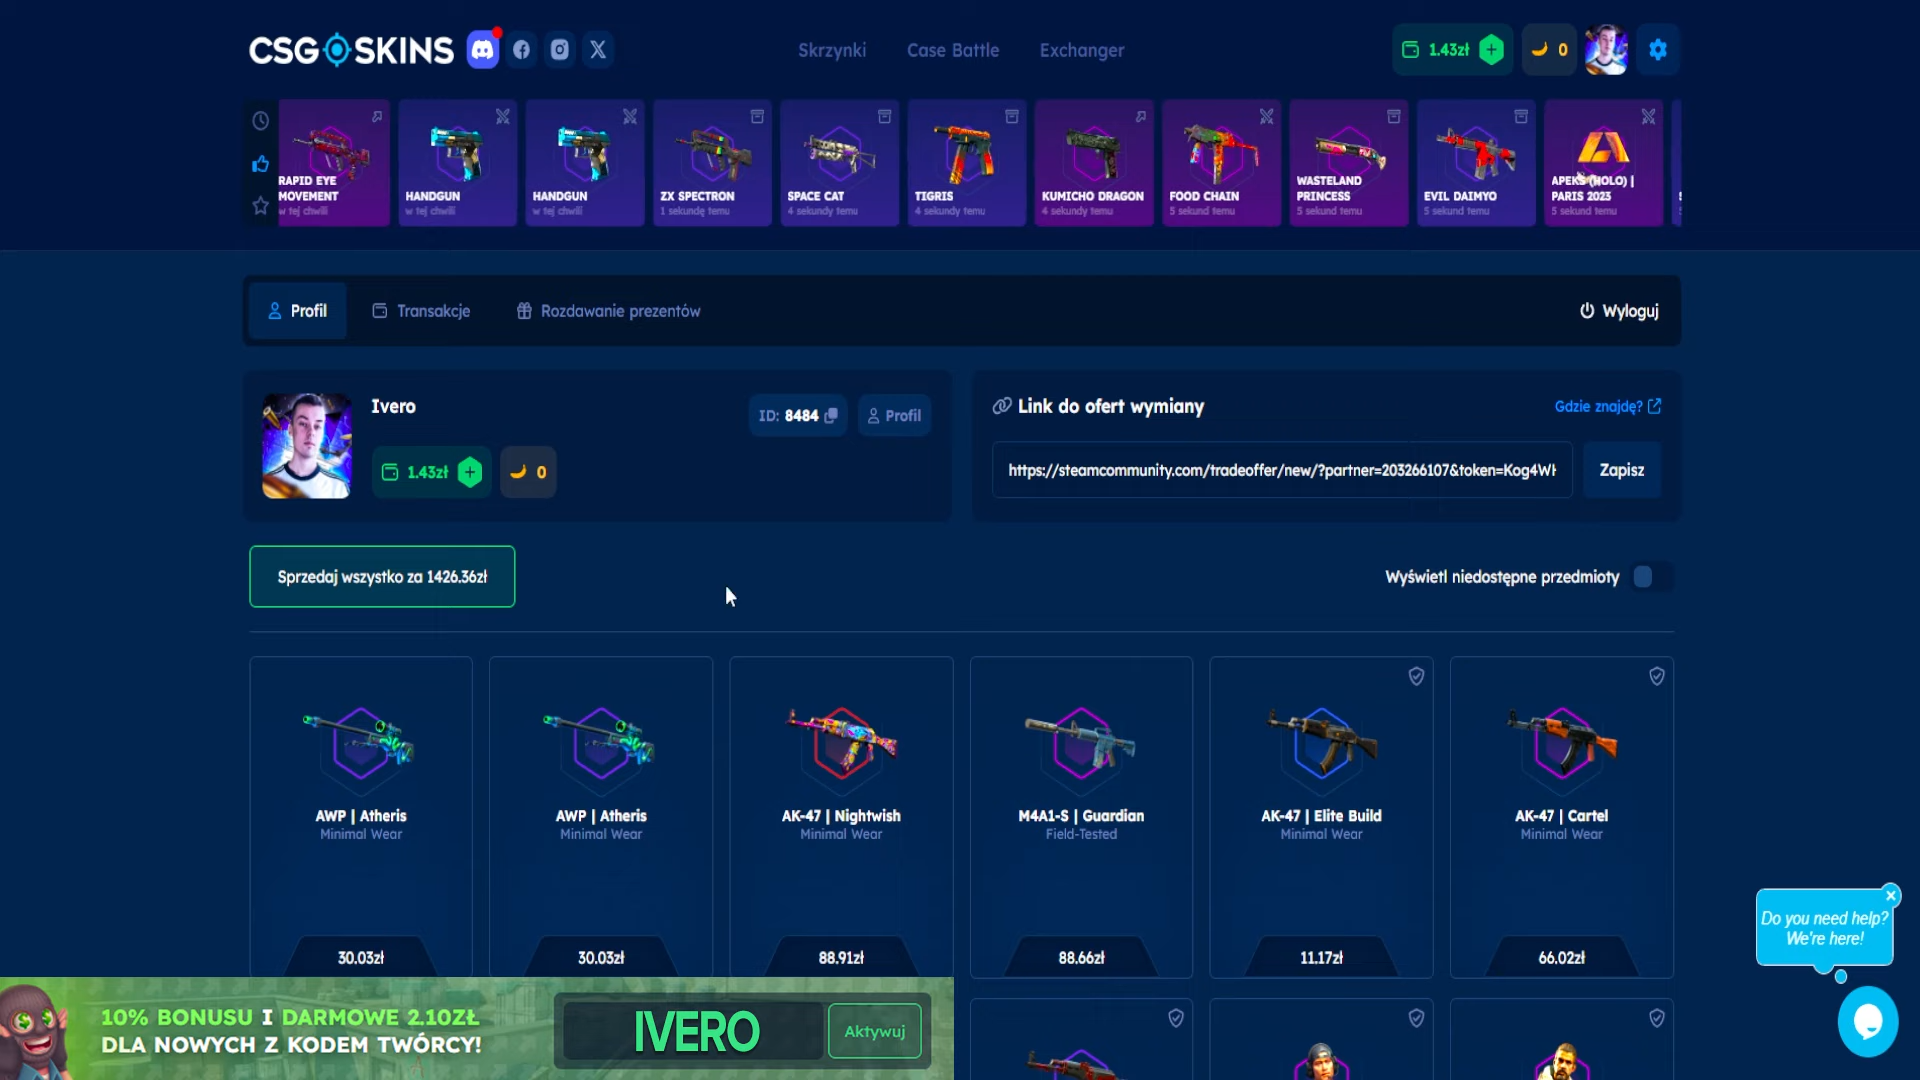 CSG SKINS
Skrzynki
Case Battle
Exchanger
1.43zł
0
RAPID EYE
MOVEMENT
w tej chwili
HANDGUN
w tej chwili
HANDGUN
w tej chwili
ZX SPECTRON
1 sekundę temu
SPACE CAT
4 sekundy temu
TIGRIS
4 sekundy temu
KUMICHO DRAGON
4 sekundy temu
FOOD CHAIN
5 sekund temu
WASTELAND
PRINCESS
5 sekund temu
EVIL DAIMYO
5 sekund temu
APEKS (HOLO) |
PARIS 2023
5 sekund temu
Profil
Transakcje
Rozdawanie prezentów
Wyloguj
Ivero
ID: 8484
Profil
1.43zł
0
Link do ofert wymiany
Gdzie znajdę?
https://steamcommunity.com/tradeoffer/new/?partner=203266107&token=Kog4W
Zapisz
Sprzedaj wszystko za 1426.36zł
Wyświetl niedostępne przedmioty
AWP | Atheris
Minimal Wear
30.03zł
AWP | Atheris
Minimal Wear
30.03zł
AK-47 | Nightwish
Minimal Wear
88.91zł
M4A1-S | Guardian
Field-Tested
88.66zł
AK-47 | Elite Build
Minimal Wear
11.17zł
AK-47 | Cartel
Minimal Wear
66.02zł
10% BONUSU I DARMOWE 2.10ZŁ
DLA NOWYCH Z KODEM TWÓRCY!
IVERO
Aktywuj
Do you need help?
We're here!